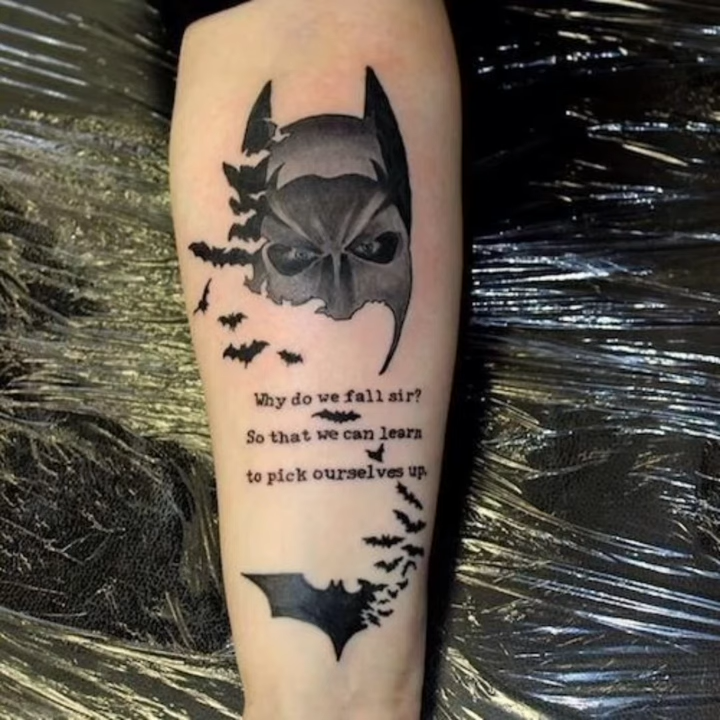 Why do we fall sir?
So that we can learn
to pick ourselves up.